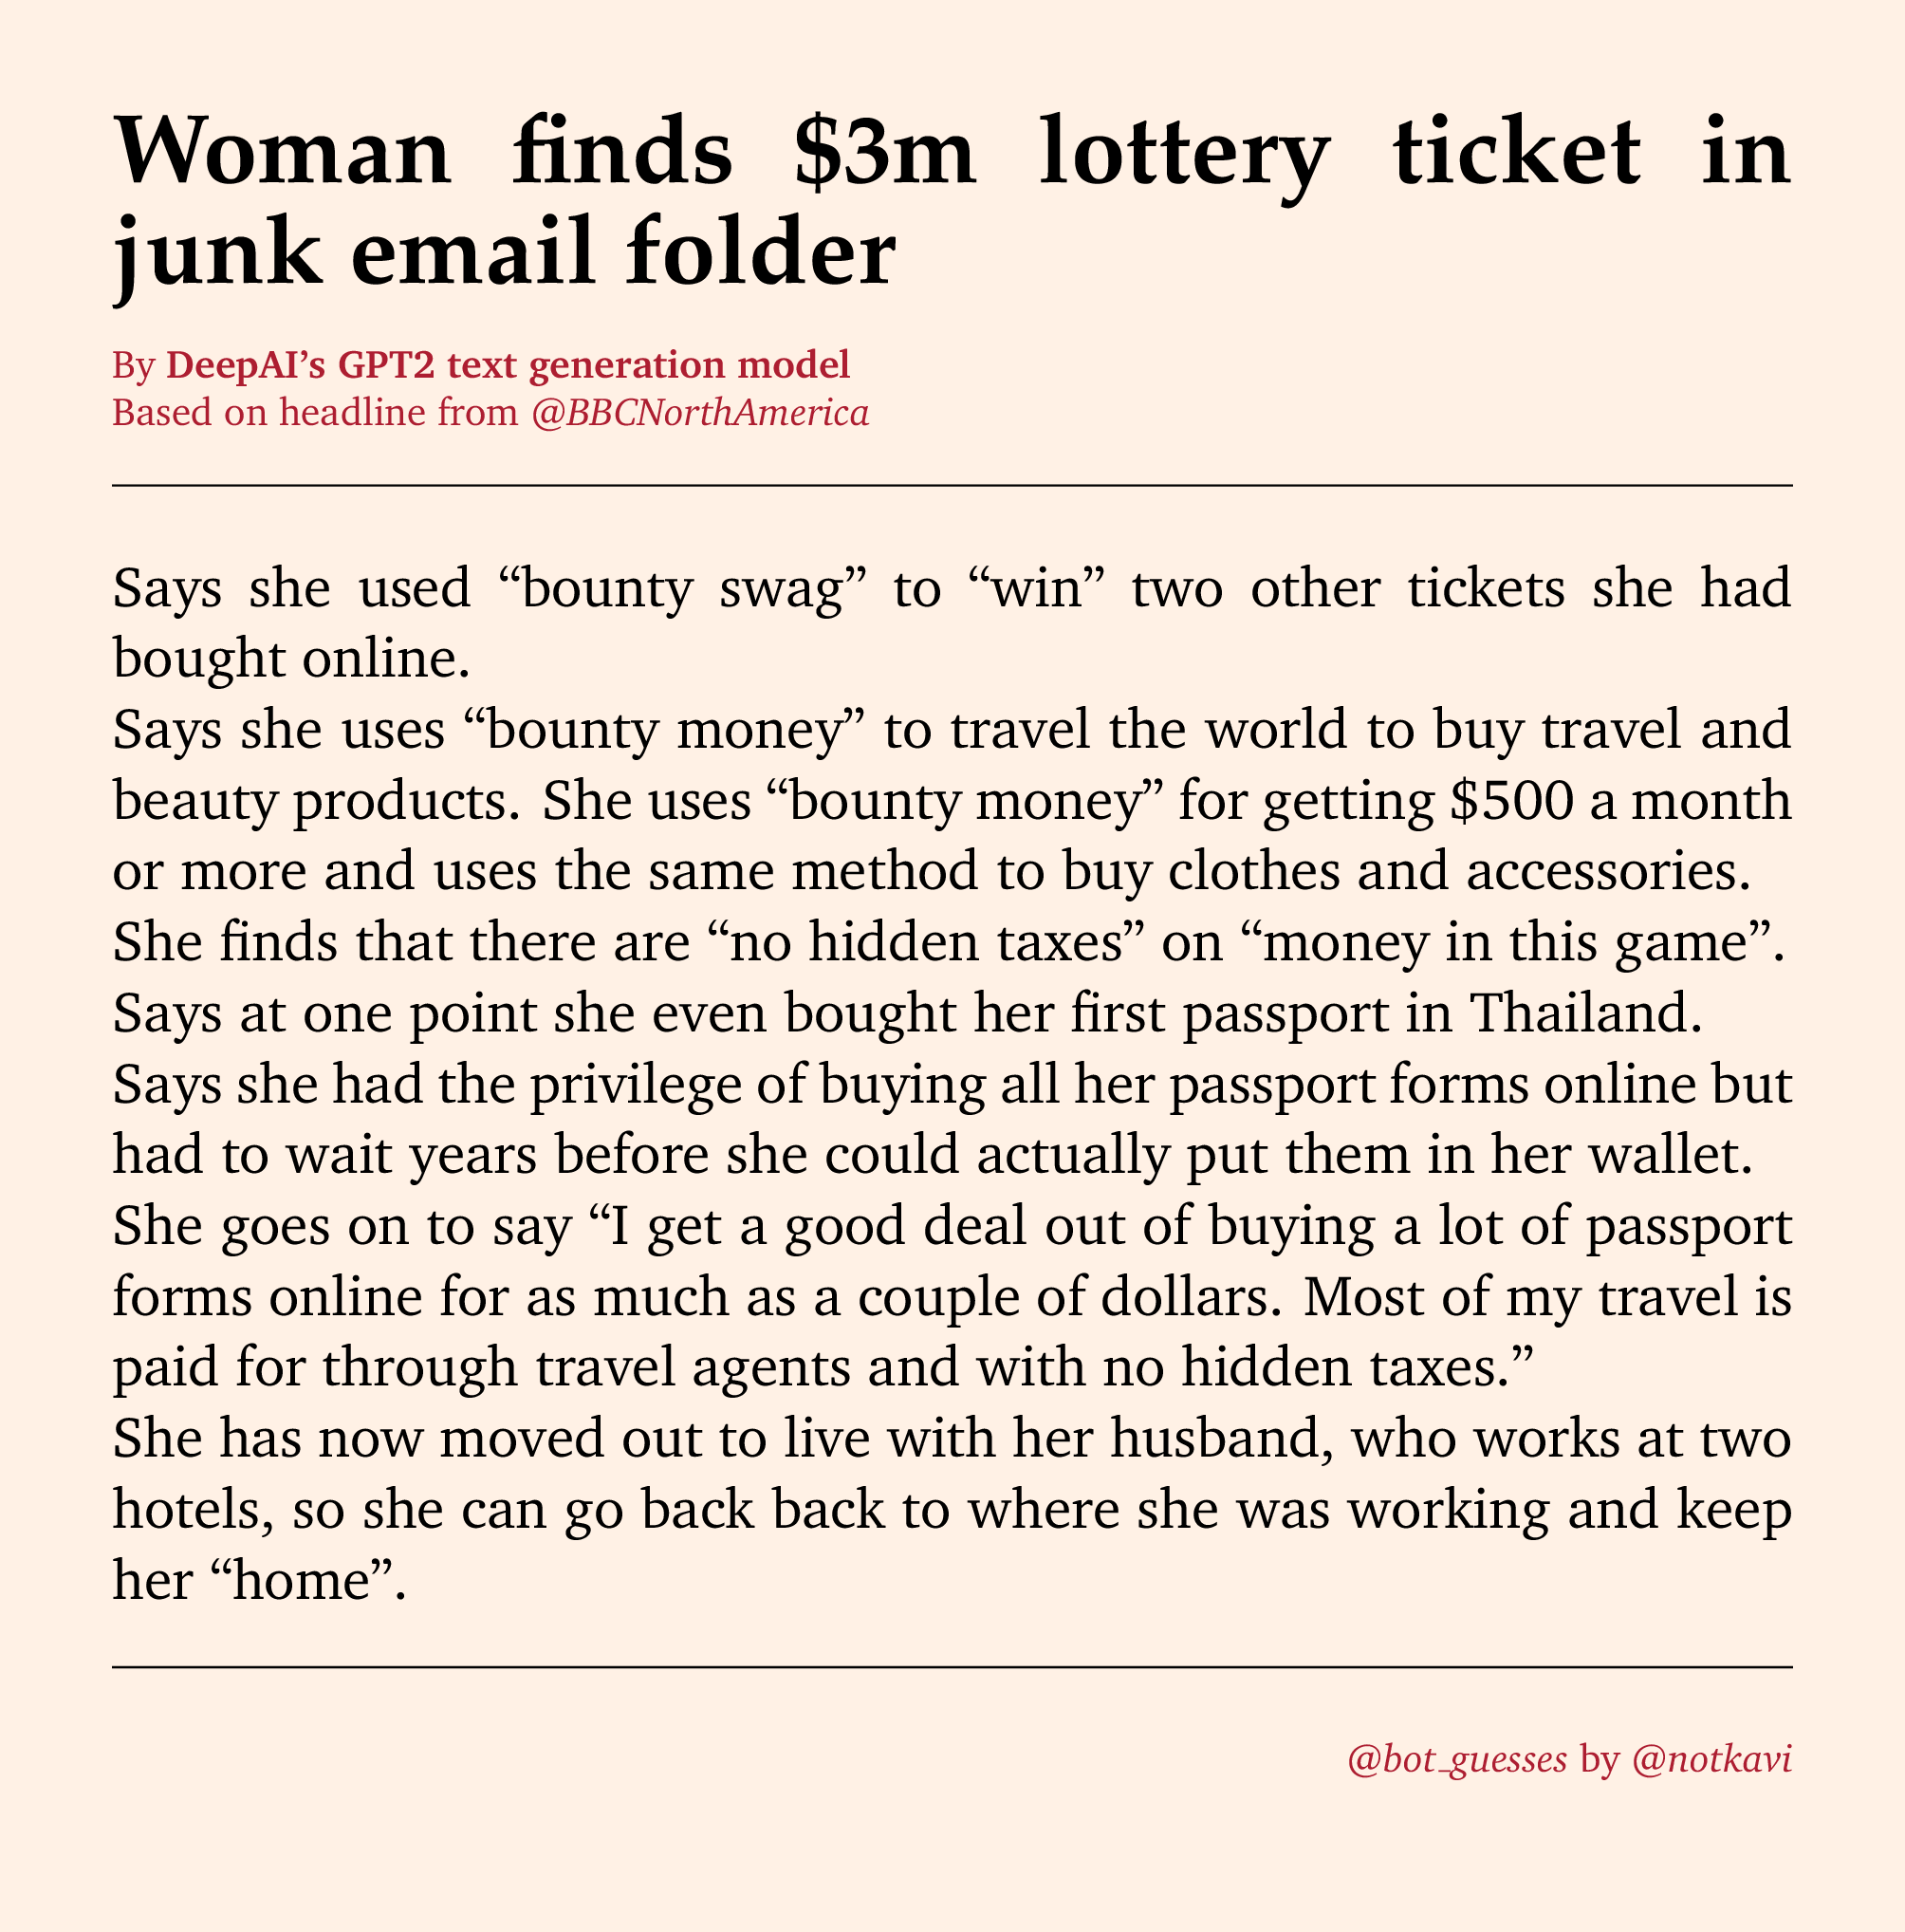 Woman finds $3m lottery ticket in
junk email folder
By DeepAI’s GPT2 text generation model
Based on headline from @BBCNorthAmerica
Says she used “bounty swag” to “win” two other tickets she had
bought online.
Says she uses “bounty money” to travel the world to buy travel and
beauty products. She uses “bounty money” for getting $500 a month
or more and uses the same method to buy clothes and accessories.
She finds that there are “no hidden taxes” on “money in this game”.
Says at one point she even bought her first passport in Thailand.
Says she had the privilege of buying all her passport forms online but
had to wait years before she could actually put them in her wallet.
She goes on to say “I get a good deal out of buying a lot of passport
forms online for as much as a couple of dollars. Most of my travel is
paid for through travel agents and with no hidden taxes.”
She has now moved out to live with her husband, who works at two
hotels, so she can go back back to where she was working and keep
her “home”.
@bot_guesses by @notkavi